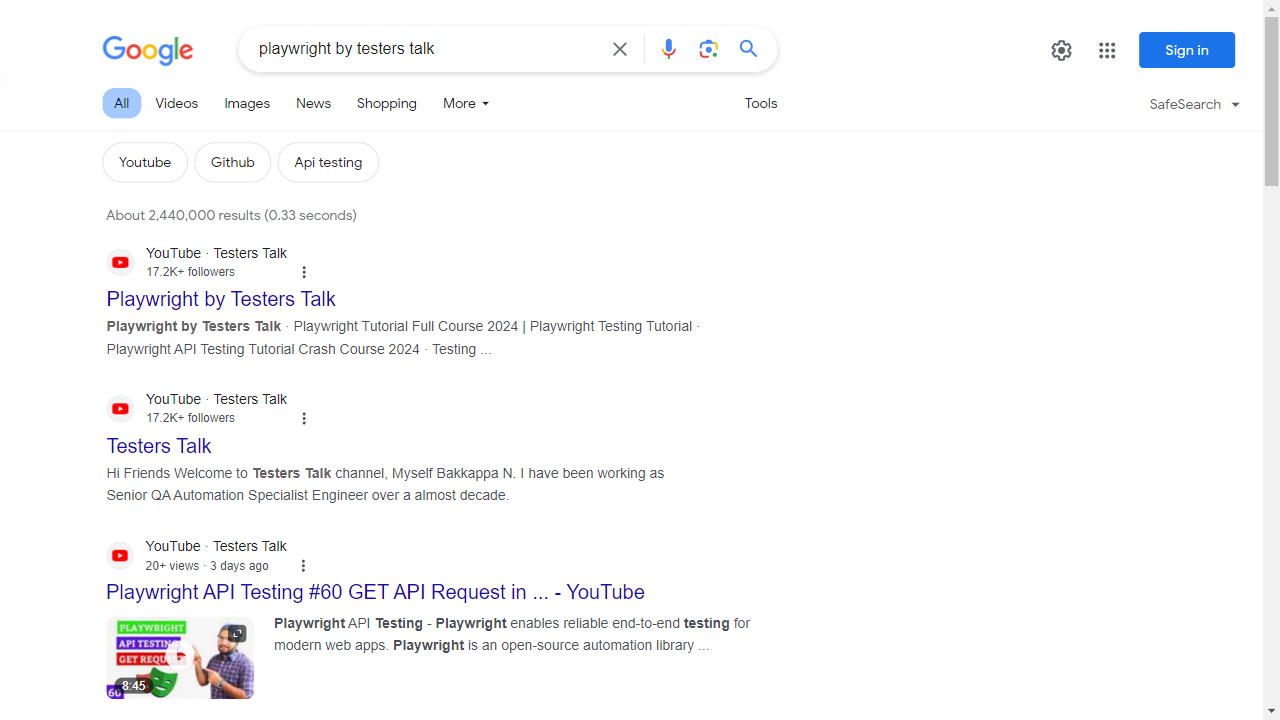 Google
playwright by testers talk
Sign in
All Videos Images News Shopping More Tools
SafeSearch
Youtube Github Api testing
About 2,440,000 results (0.33 seconds)
YouTube · Testers Talk
17.2K+ followers
Playwright by Testers Talk
Playwright by Testers Talk · Playwright Tutorial Full Course 2024 | Playwright Testing Tutorial ·
Playwright API Testing Tutorial Crash Course 2024 · Testing ...
YouTube · Testers Talk
17.2K+ followers
Testers Talk
Hi Friends Welcome to Testers Talk channel, Myself Bakkappa N. I have been working as
Senior QA Automation Specialist Engineer over a almost decade.
YouTube · Testers Talk
20+ views · 3 days ago
Playwright API Testing #60 GET API Request in ... - YouTube
PLAYWRIGHT
API TESTING
GET REQUEST
60
8:45
Playwright API Testing - Playwright enables reliable end-to-end testing for
modern web apps. Playwright is an open-source automation library ...